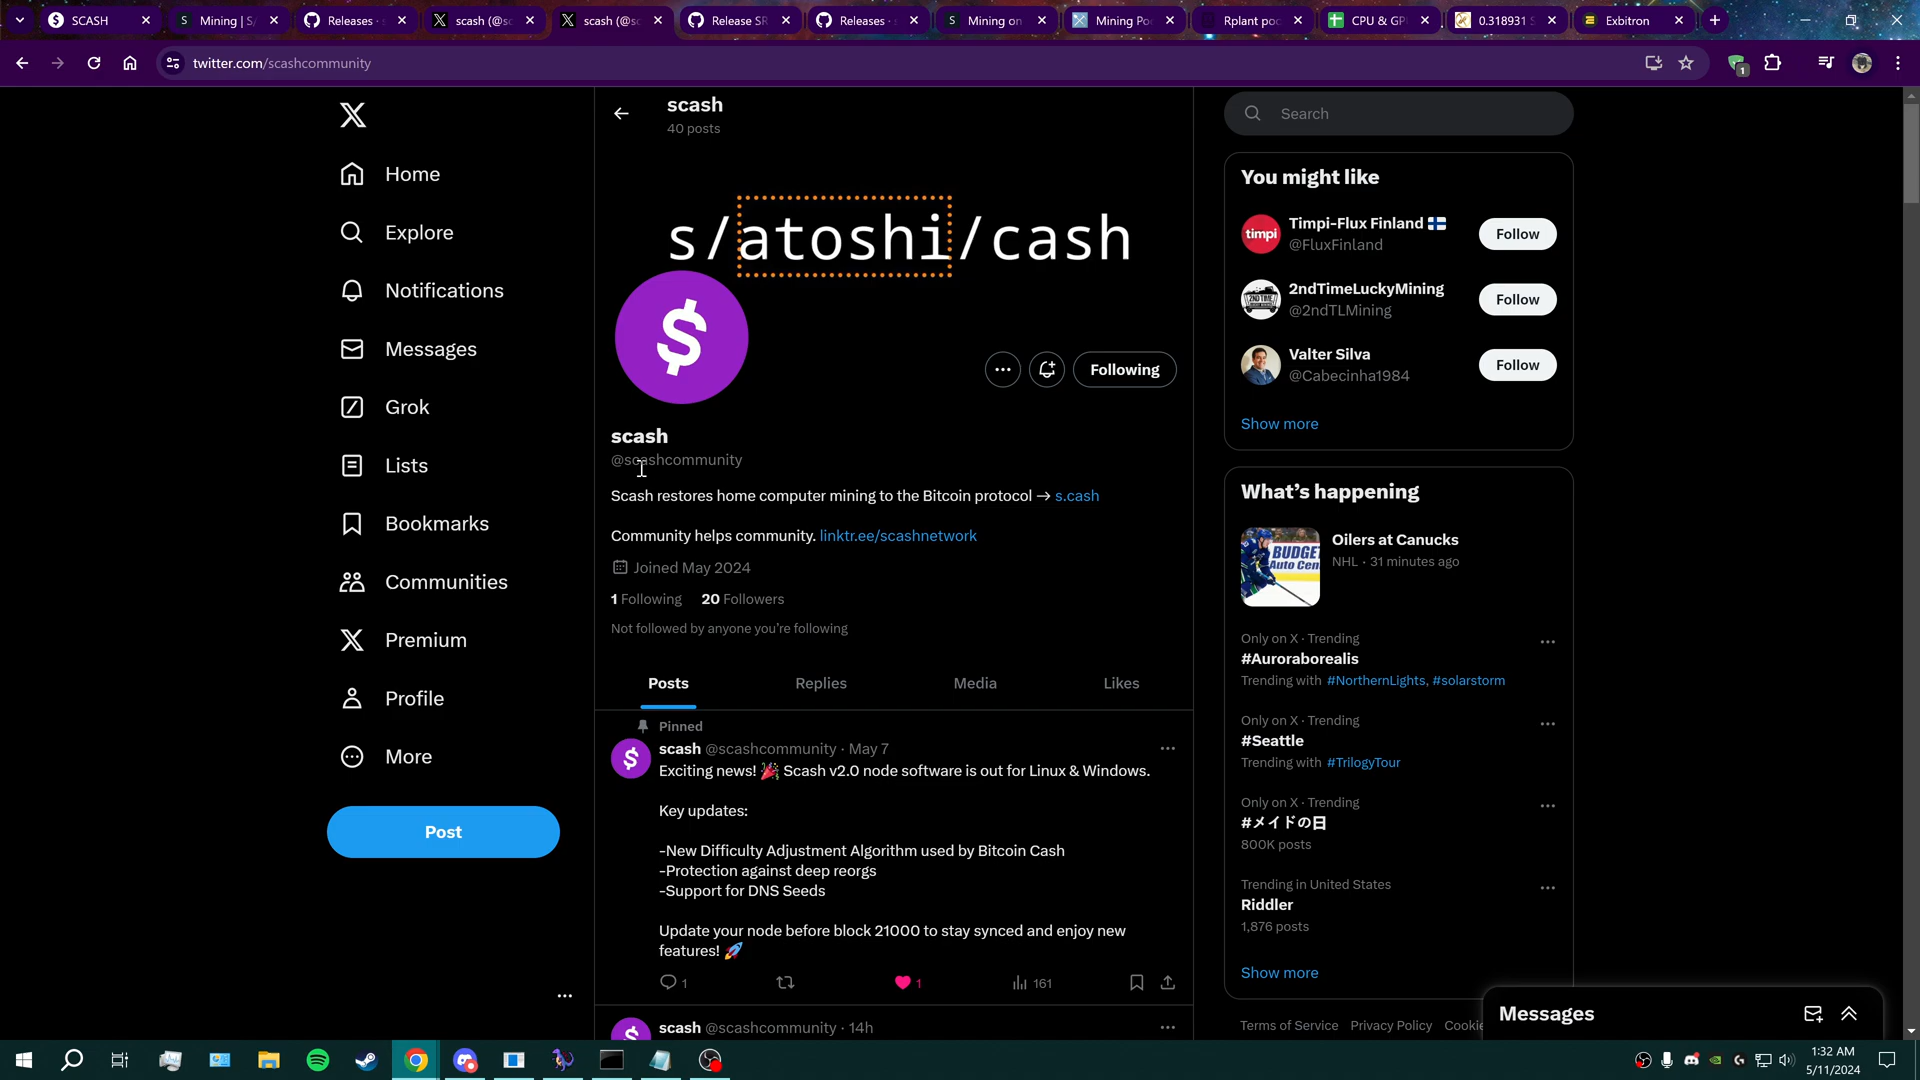 SCASH
Mining | S/
Releases · s
scash (@sc
scash (@sc
Release SR
Releases · s
Mining on
Mining Po
Rplant poo
CPU & GP
0.318931 S
Exbitron
twitter.com/scashcommunity
1
Home
Explore
Notifications
Messages
Grok
Lists
Bookmarks
Communities
Premium
Profile
More
Post
scash
40 posts
s/atoshi/cash
$
Following
scash
@scashcommunity
Scash restores home computer mining to the Bitcoin protocol → s.cash
Community helps community. linktr.ee/scashnetwork
Joined May 2024
1 Following 20 Followers
Not followed by anyone you're following
Posts
Replies
Media
Likes
Pinned
scash @scashcommunity · May 7
Exciting news! 🎉 Scash v2.0 node software is out for Linux & Windows.
Key updates:
-New Difficulty Adjustment Algorithm used by Bitcoin Cash
-Protection against deep reorgs
-Support for DNS Seeds
Update your node before block 21000 to stay synced and enjoy new
features! 🚀
1
1
161
scash @scashcommunity · 14h
Search
You might like
timpi
Timpi-Flux Finland 🇫🇮
@FluxFinland
Follow
2ndTimeLuckyMining
@2ndTLMining
Follow
Valter Silva
@Cabecinha1984
Follow
Show more
What's happening
Oilers at Canucks
NHL · 31 minutes ago
BUDGE
Auto Cen
Only on X · Trending
#Auroraborealis
Trending with #NorthernLights, #solarstorm
Only on X · Trending
#Seattle
Trending with #TrilogyTour
Only on X · Trending
#メイドの日
800K posts
Trending in United States
Riddler
1,876 posts
Show more
Terms of Service Privacy Policy Cookie
Messages
1:32 AM
5/11/2024